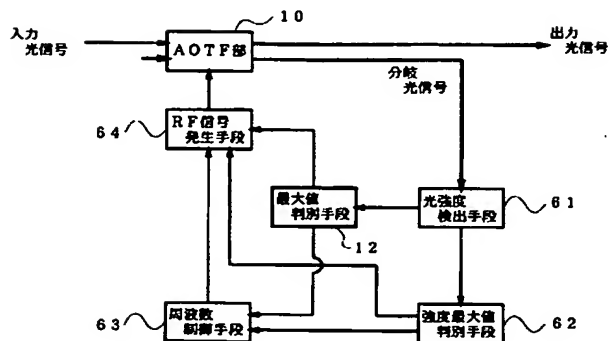 入力
光信号
10
AOTF部
出力
光信号
分岐
光信号
64
RF信号
発生手段
最大値
判別手段
12
光強度
検出手段
61
63
周波数
制御手段
強度最大値
判別手段
62